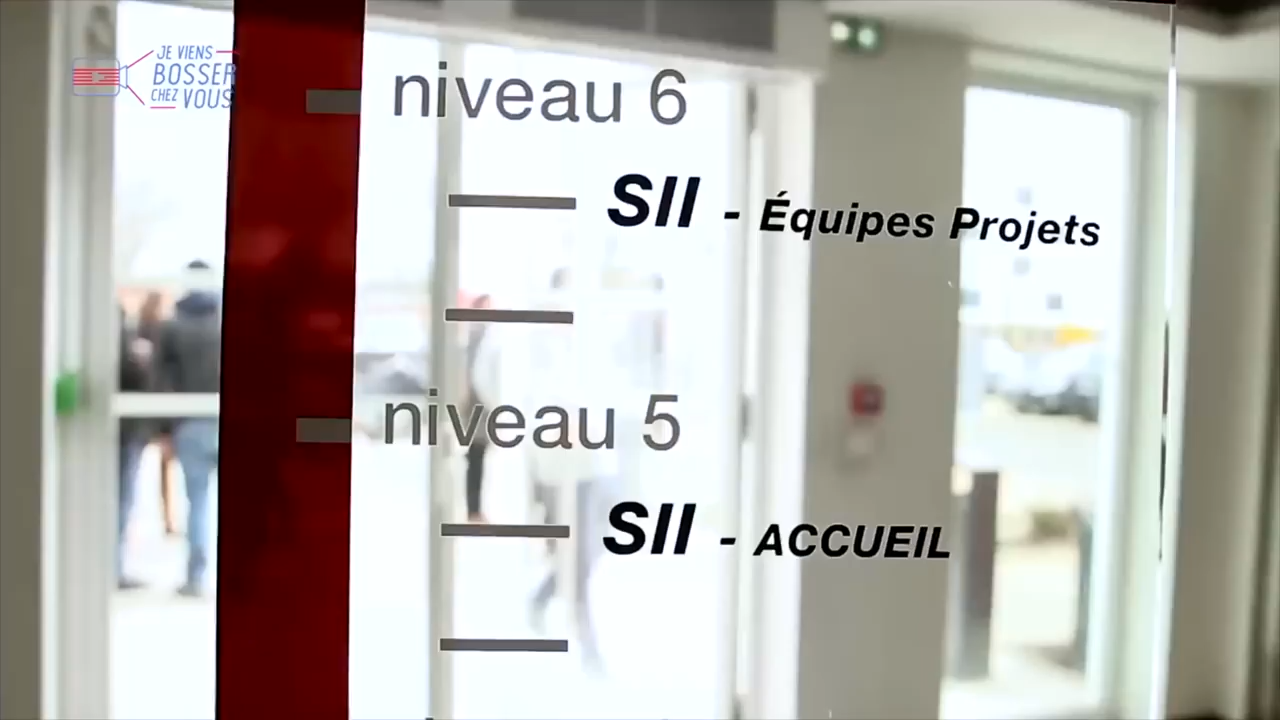 JE VIENS
BOSSER
CHEZ VOUS
niveau 6
SII - Équipes Projets
niveau 5
SII - ACCUEIL